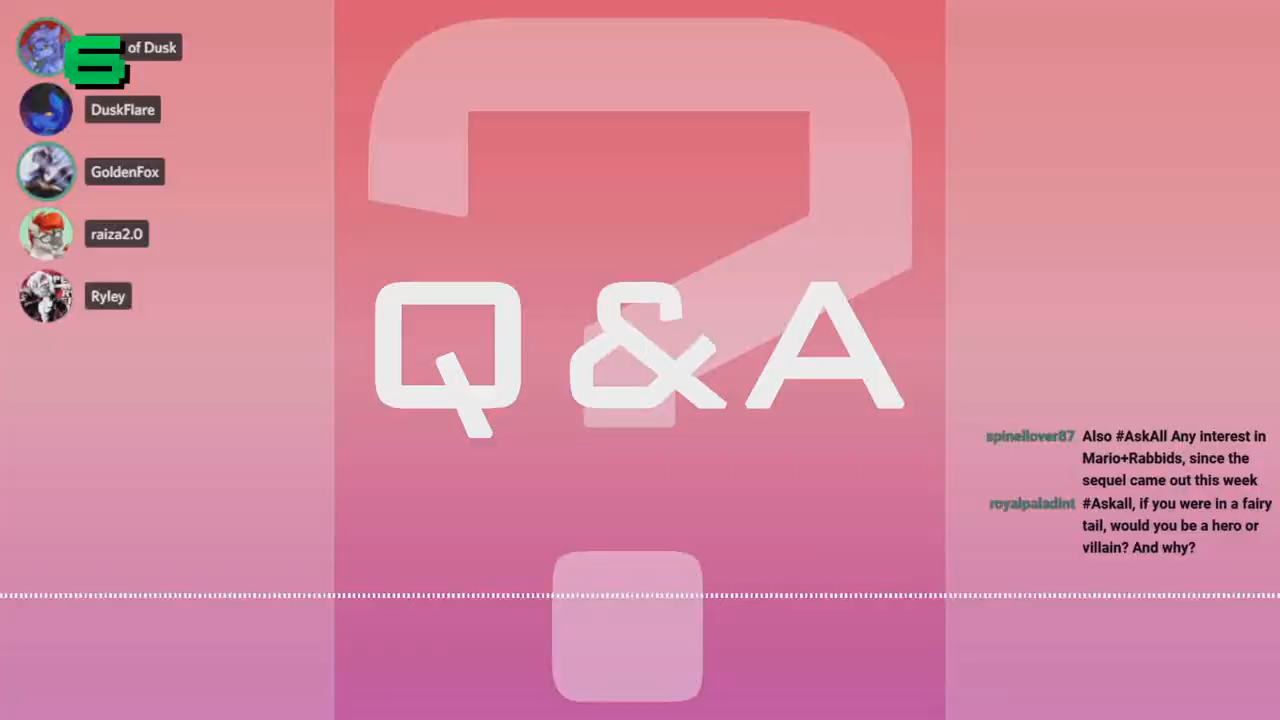 of Dusk
DuskFlare
GoldenFox
raiza2.0
Ryley
Q & A
spinellover87 Also #AskAll Any interest in
Mario+Rabbids, since the
sequel came out this week
royalpaladint #Askall, if you were in a fairy
tail, would you be a hero or
villain? And why?